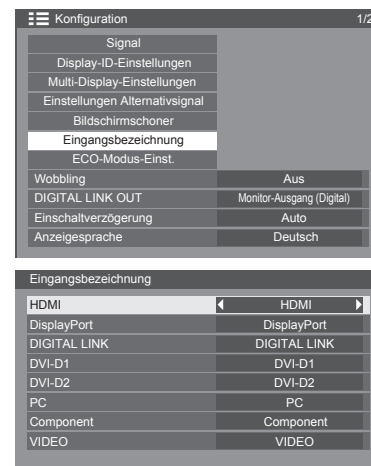 Konfiguration 1/2
Signal
Display-ID-Einstellungen
Multi-Display-Einstellungen
Einstellungen Alternativsignal
Bildschirmschoner
Eingangsbezeichnung
ECO-Modus-Einst.
Wobbling Aus
DIGITAL LINK OUT Monitor-Ausgang (Digital)
Einschaltverzögerung Auto
Anzeigesprache Deutsch
Eingangsbezeichnung
HDMI HDMI
DisplayPort DisplayPort
DIGITAL LINK DIGITAL LINK
DVI-D1 DVI-D1
DVI-D2 DVI-D2
PC PC
Component Component
VIDEO VIDEO